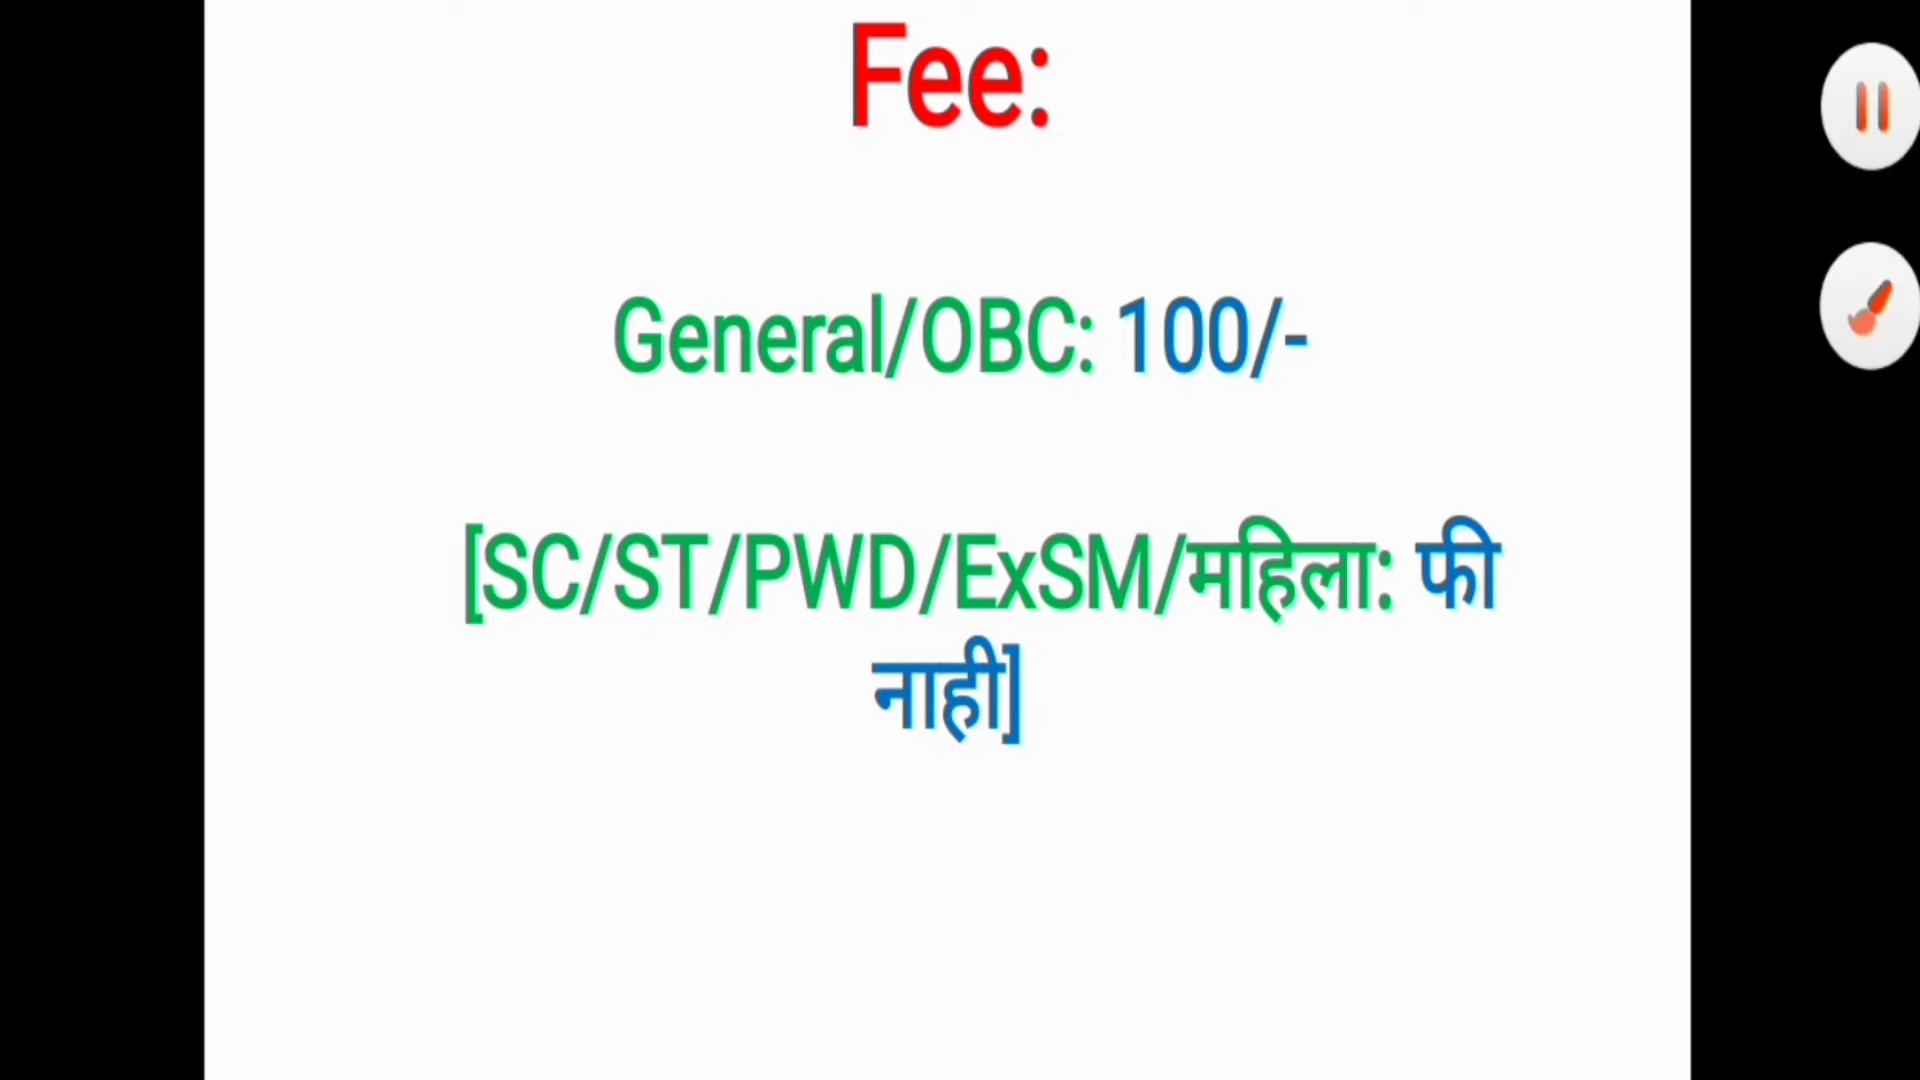 Fee:
General/OBC: 100/-
[SC/ST/PWD/ExSM/महिला: फी
नाही]